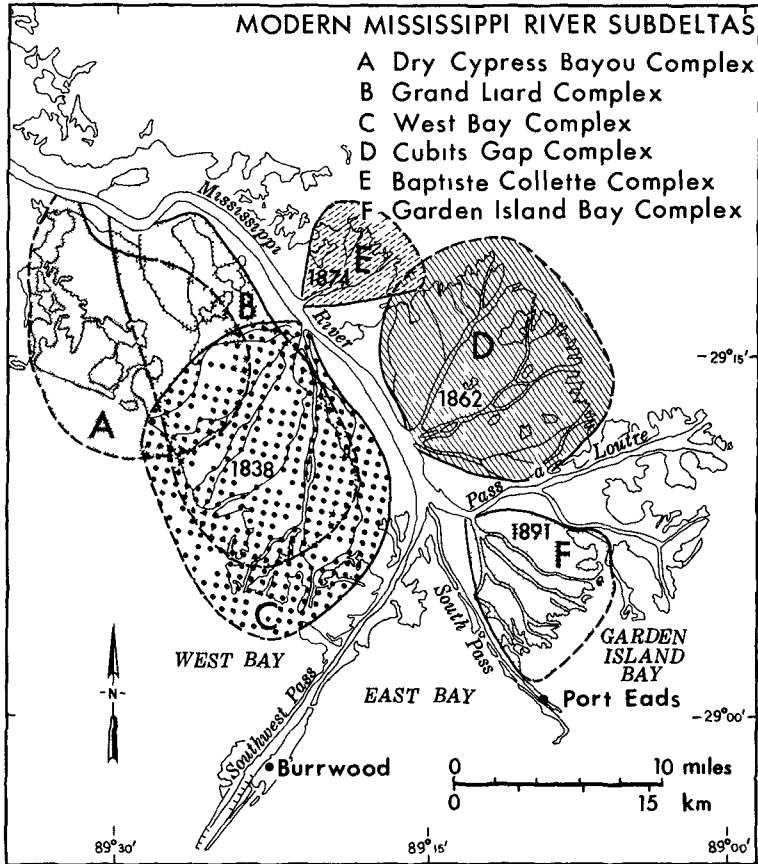 MODERN MISSISSIPPI RIVER SUBDELTAS
A Dry Cypress Bayou Complex
B Grand Liard Complex
C West Bay Complex
D Cubits Gap Complex
E Baptiste Collette Complex
F Garden Island Bay Complex
Mississippi
River
1874
E
B
D
1862
29°15'
A
1838
Pass a Loutre
1891
F
C
WEST BAY
South Pass
GARDEN
ISLAND
BAY
-N-
Southwest Pass
EAST BAY
Port Eads
29°00'
Burrwood
0 10 miles
0 15 km
89°30' 89°15' 89°00'